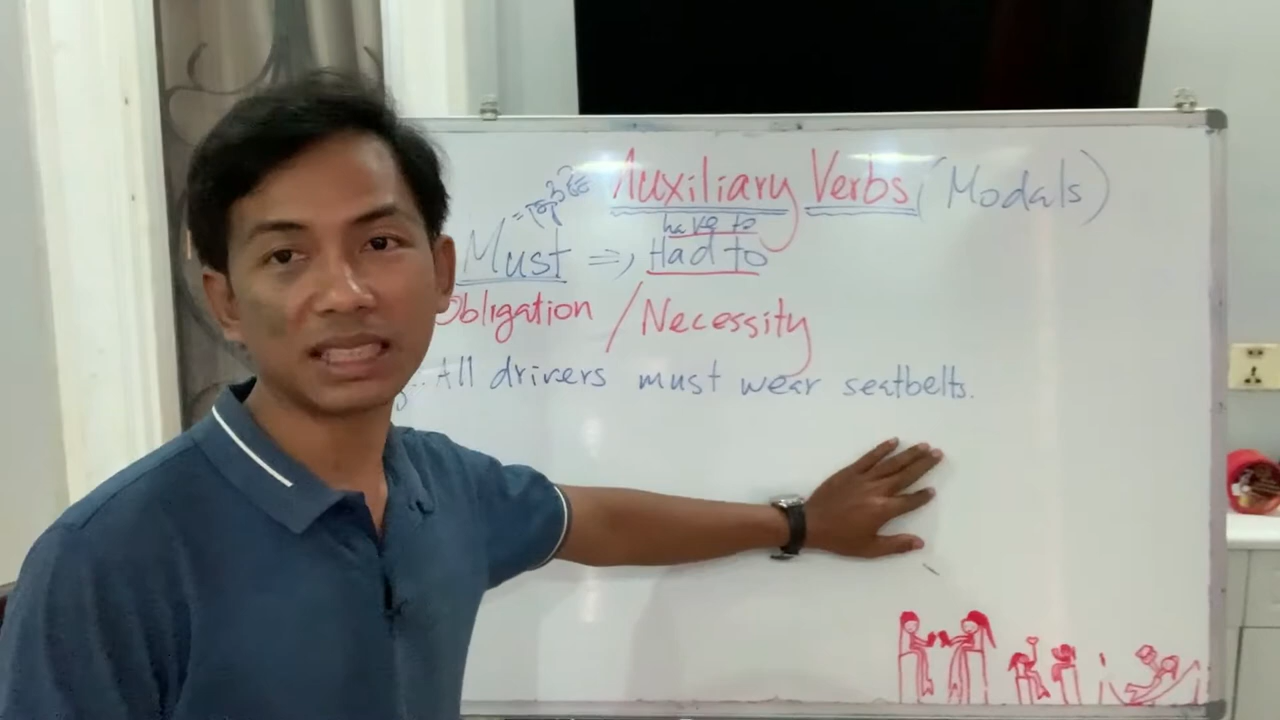 Auxiliary Verbs (Modals)
have to
Must => Had to
Obligation / Necessity
All drivers must wear seatbelts.